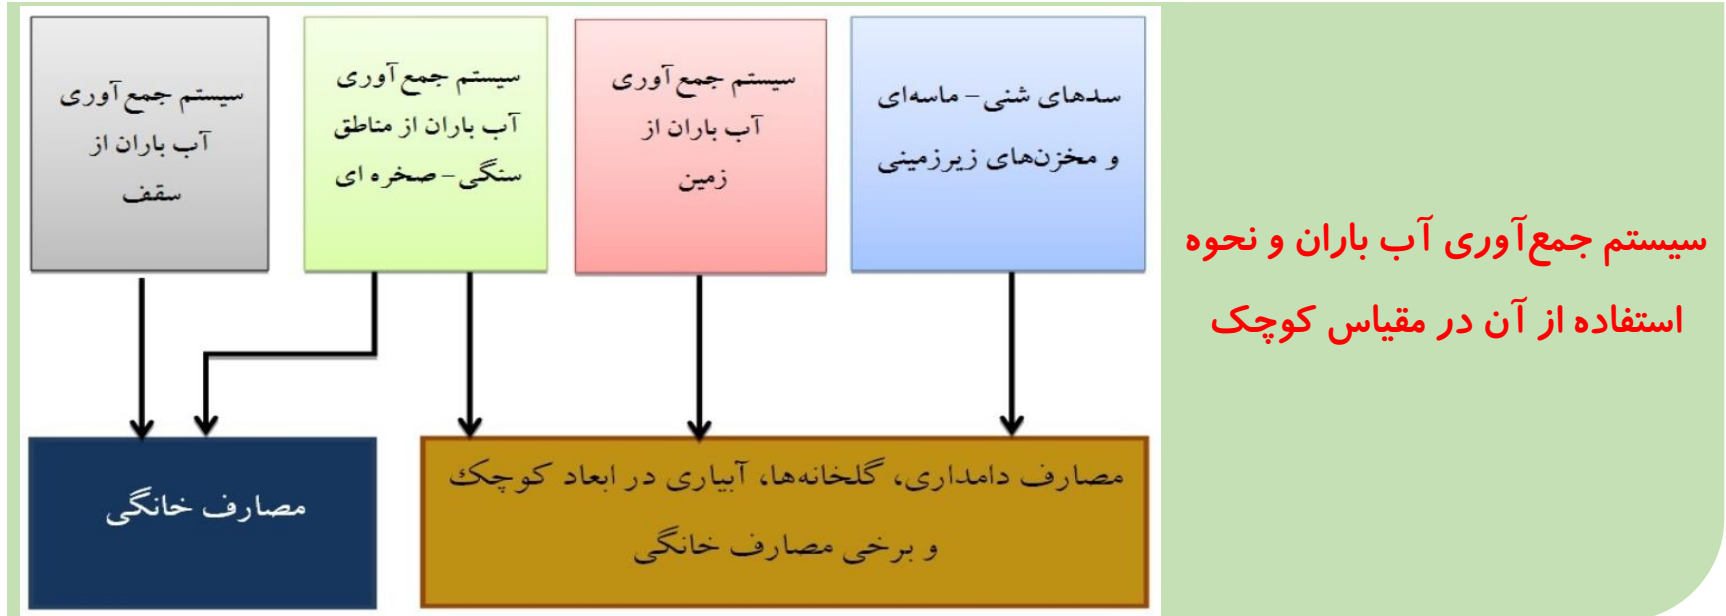 سیستم جمع‌آوری آب باران و نحوه
استفاده از آن در مقیاس کوچک
سدهای شنی– ماسه‌ای
و مخزن‌های زیرزمینی
سیستم جمع‌آوری
آب باران از
زمین
سیستم جمع‌آوری
آب باران از مناطق
سنگی– صخره ای
سیستم جمع‌آوری
آب باران از
سقف
مصارف دامداری، گلخانه‌ها، آبیاری در ابعاد کوچک
و برخی مصارف خانگی
مصارف خانگی